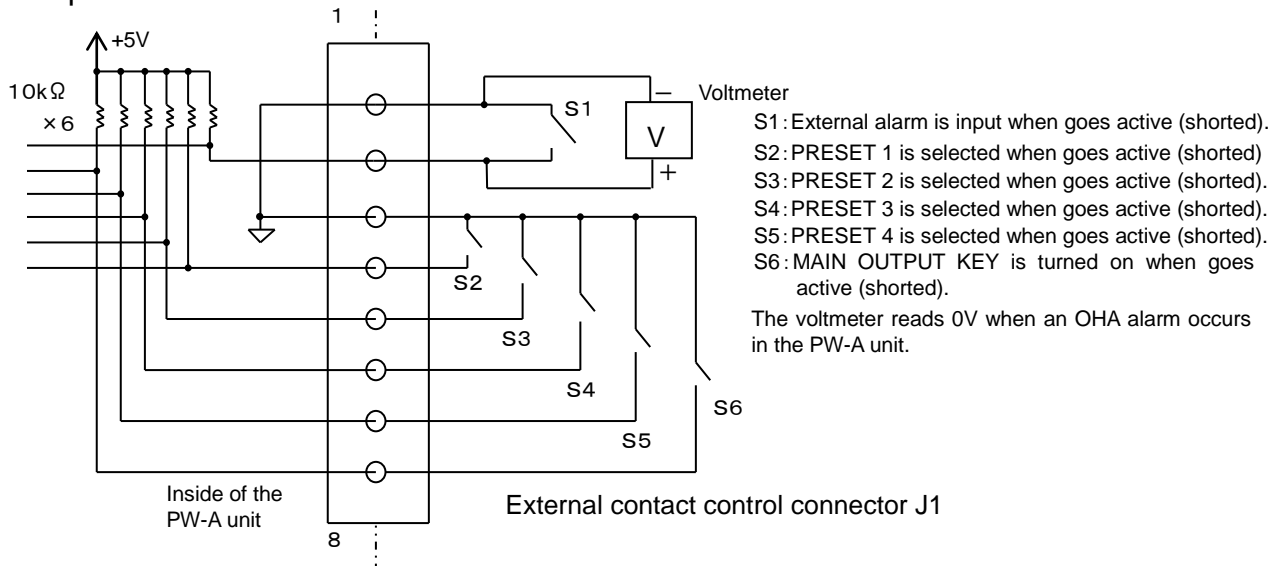 1
+5V
10kΩ
×6
S1
−
Voltmeter
V
+
S1:External alarm is input when goes active (shorted).
S2:PRESET 1 is selected when goes active (shorted)
S3:PRESET 2 is selected when goes active (shorted).
S4:PRESET 3 is selected when goes active (shorted).
S5:PRESET 4 is selected when goes active (shorted).
S6:MAIN OUTPUT KEY is turned on when goes
active (shorted).
The voltmeter reads 0V when an OHA alarm occurs
in the PW-A unit.
S2
S3
S4
S6
S5
Inside of the
PW-A unit
External contact control connector J1
8